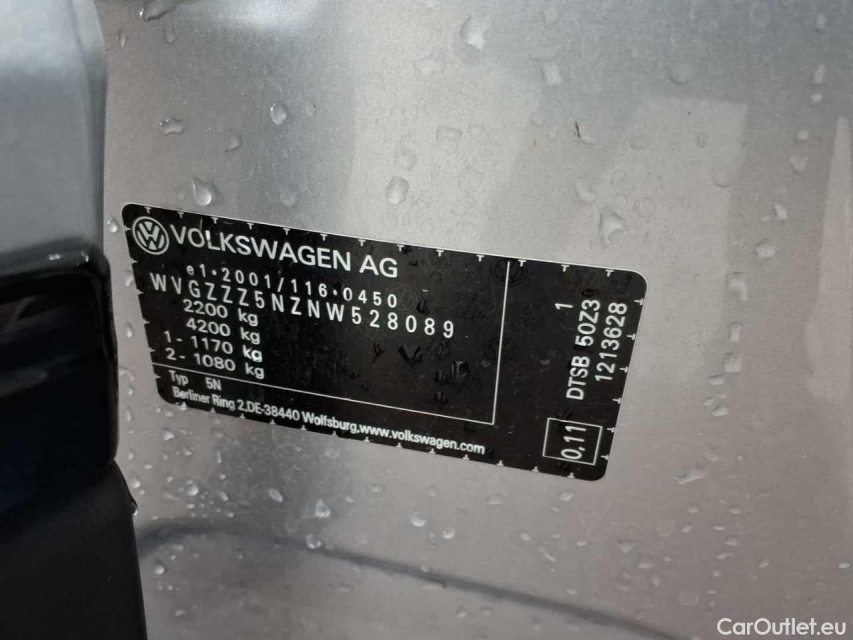 VOLKSWAGEN AG
e1*2001/116*0450
WVGZZZ5NZNW528089
2200 kg
4200 kg
1 - 1170 kg
2 - 1080 kg
Typ 5N
Berliner Ring 2,DE-38440 Wolfsburg,www.volkswagen.com
1
DTSB 50Z3
1213628
0,11
CarOutlet.eu